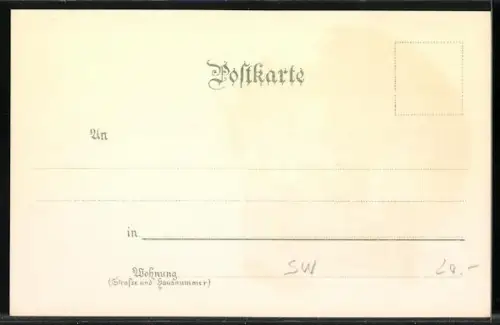 Postkarte
An
in
Wohnung
(Straße und Hausnummer)
SW 20.-